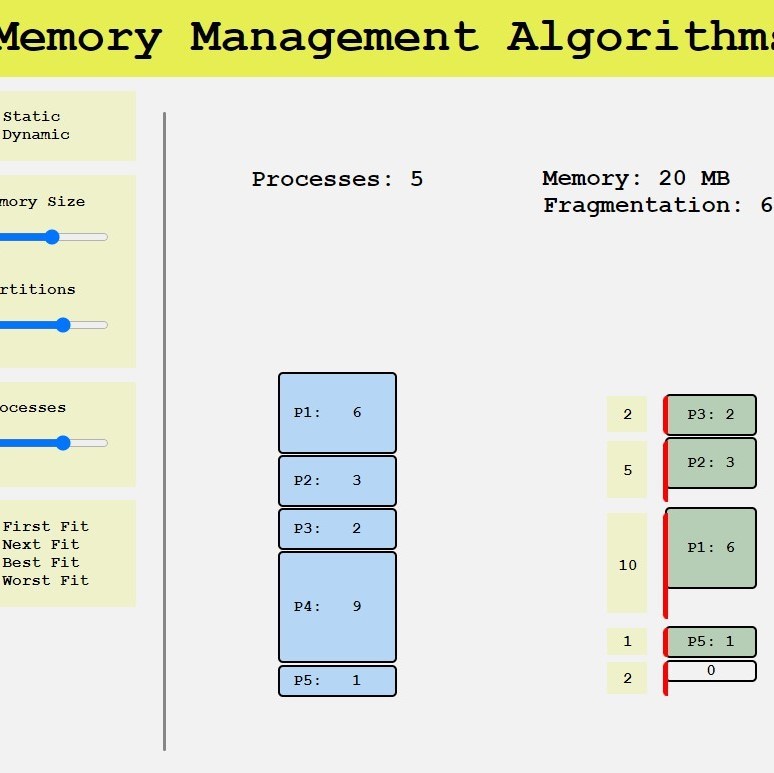 Memory Management Algorithms
Static
Dynamic
mory Size
rtitions
ocesses
First Fit
Next Fit
Best Fit
Worst Fit
Processes: 5
P1: 6
P2: 3
P3: 2
P4: 9
P5: 1
Memory: 20 MB
Fragmentation: 6
2 P3: 2
5 P2: 3
10 P1: 6
1 P5: 1
2 0